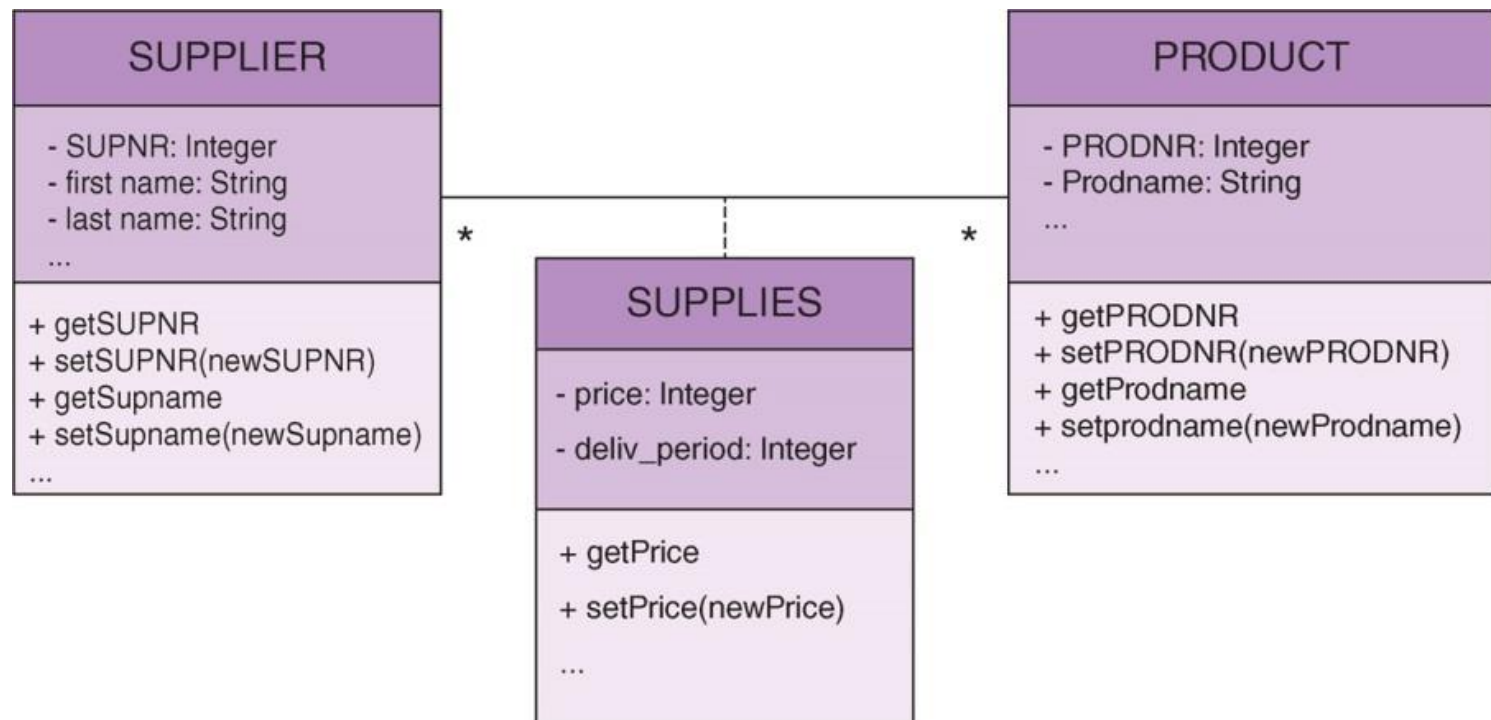 SUPPLIER
- SUPNR: Integer
- first name: String
- last name: String
...
+ getSUPNR
+ setSUPNR(newSUPNR)
+ getSupname
+ setSupname(newSupname)
...
*
*
SUPPLIES
- price: Integer
- deliv_period: Integer
+ getPrice
+ setPrice(newPrice)
...
PRODUCT
- PRODNR: Integer
- Prodname: String
...
+ getPRODNR
+ setPRODNR(newPRODNR)
+ getProdname
+ setprodname(newProdname)
...